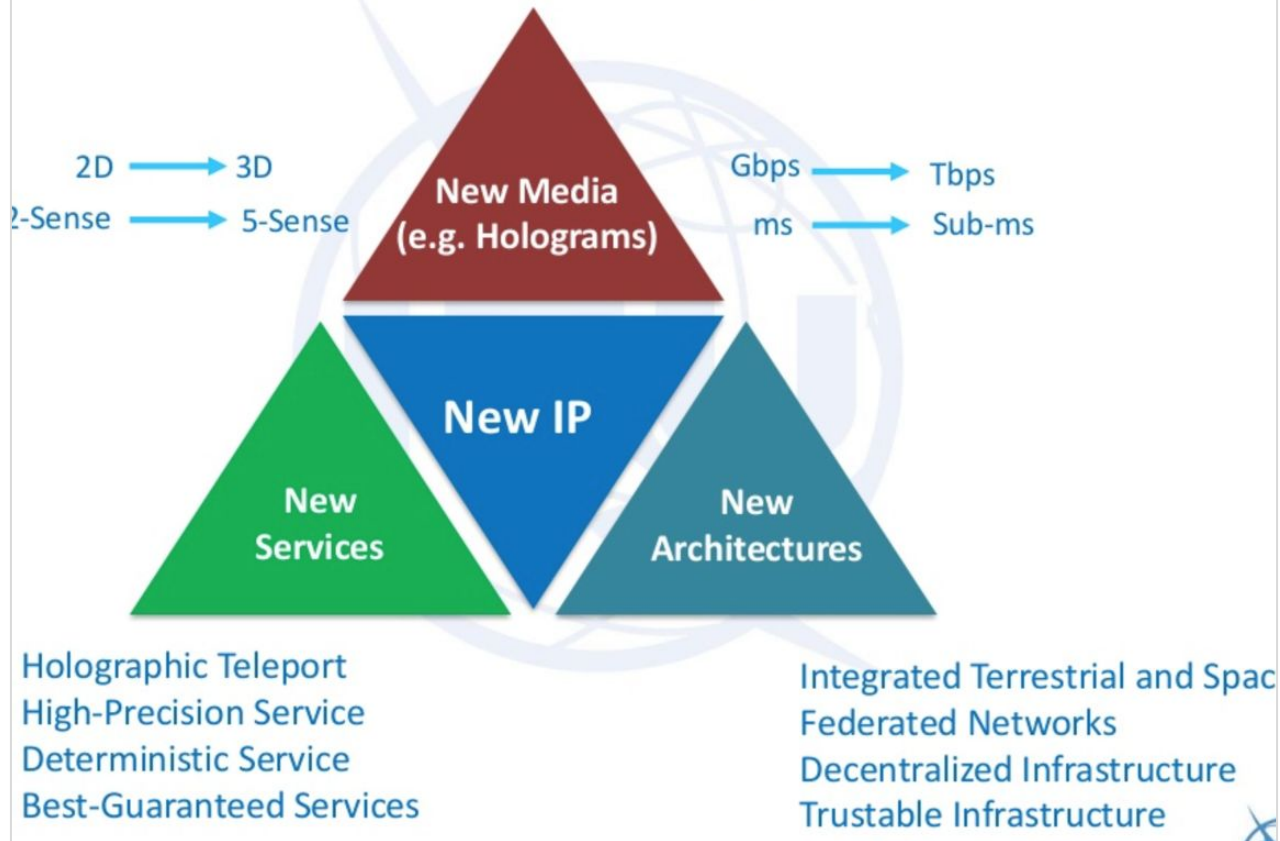 2D 3D
2-Sense 5-Sense
Gbps Tbps
ms Sub-ms
New Media
(e.g. Holograms)
New IP
New
Services
New
Architectures
Holographic Teleport
High-Precision Service
Deterministic Service
Best-Guaranteed Services
Integrated Terrestrial and Spac
Federated Networks
Decentralized Infrastructure
Trustable Infrastructure